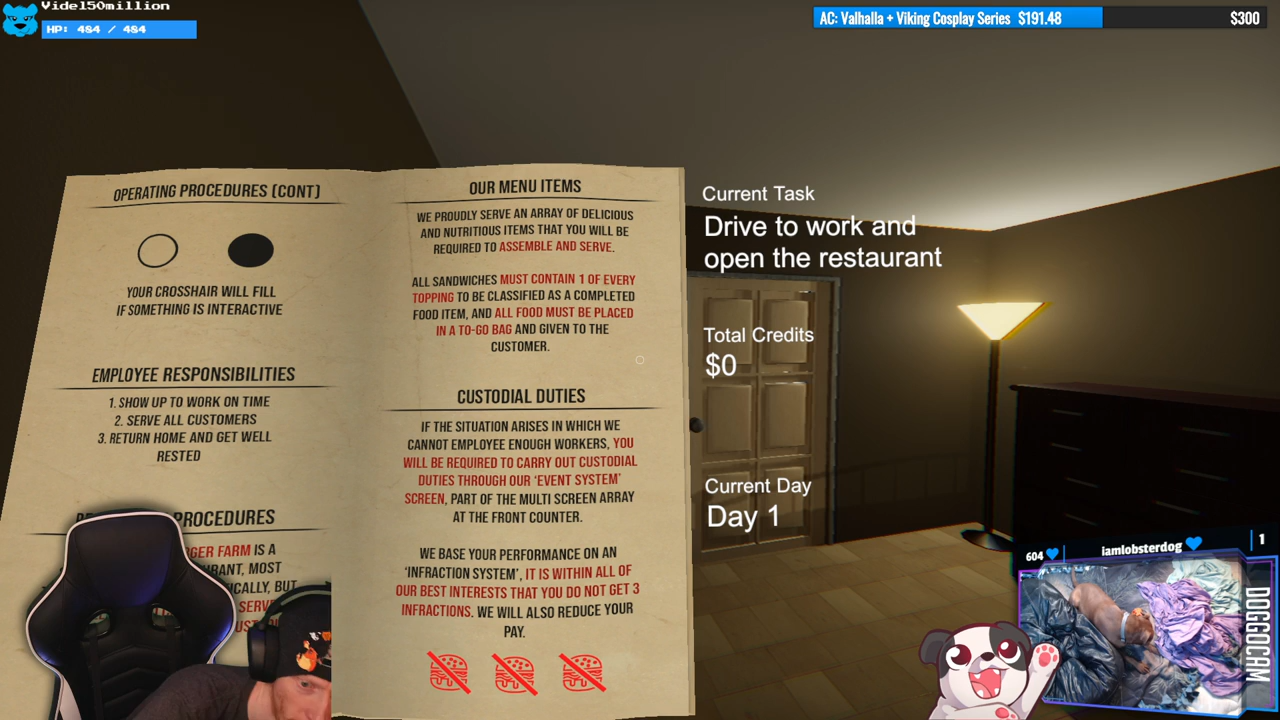 Videl50million
HP: 484 / 484
AC: Valhalla + Viking Cosplay Series $191.48
$300
OPERATING PROCEDURES (CONT)
YOUR CROSSHAIR WILL FILL
IF SOMETHING IS INTERACTIVE
EMPLOYEE RESPONSIBILITIES
1. SHOW UP TO WORK ON TIME
2. SERVE ALL CUSTOMERS
3. RETURN HOME AND GET WELL
RESTED
PROCEDURES
FARM IS A
MOST
BUT
OUR MENU ITEMS
WE PROUDLY SERVE AN ARRAY OF DELICIOUS
AND NUTRITIOUS ITEMS THAT YOU WILL BE
REQUIRED TO ASSEMBLE AND SERVE.
ALL SANDWICHES MUST CONTAIN 1 OF EVERY
TOPPING TO BE CLASSIFIED AS A COMPLETED
FOOD ITEM, AND ALL FOOD MUST BE PLACED
IN A TO-GO BAG AND GIVEN TO THE
CUSTOMER.
CUSTODIAL DUTIES
IF THE SITUATION ARISES IN WHICH WE
CANNOT EMPLOYEE ENOUGH WORKERS, YOU
WILL BE REQUIRED TO CARRY OUT CUSTODIAL
DUTIES THROUGH OUR 'EVENT SYSTEM'
SCREEN, PART OF THE MULTI SCREEN ARRAY
AT THE FRONT COUNTER.
WE BASE YOUR PERFORMANCE ON AN
'INFRACTION SYSTEM', IT IS WITHIN ALL OF
OUR BEST INTERESTS THAT YOU DO NOT GET 3
INFRACTIONS. WE WILL ALSO REDUCE YOUR
PAY.
Current Task
Drive to work and
open the restaurant
Total Credits
$0
Current Day
Day 1
604
iamlobsterdog
1
DOGGOCAM